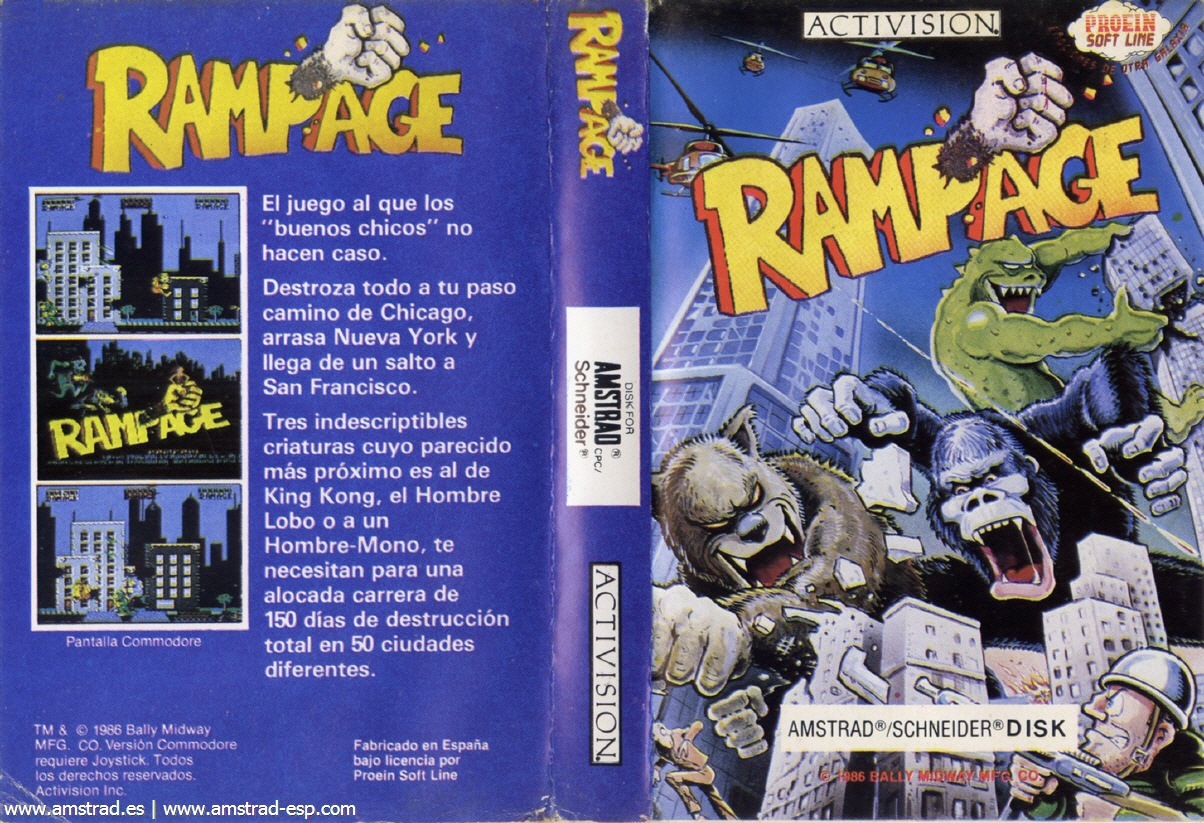 RAMPAGE
El juego al que los
"buenos chicos" no
hacen caso.
Destroza todo a tu paso
camino de Chicago,
arrasa Nueva York y
llega de un salto a
San Francisco.
Tres indescriptibles
criaturas cuyo parecido
más próximo es al de
King Kong, el Hombre
Lobo o a un
Hombre-Mono, te
necesitan para una
alocada carrera de
150 días de destrucción
total en 50 ciudades
diferentes.
RAMPAGE
Pantalla Commodore
TM & © 1986 Bally Midway
MFG. CO. Versión Commodore
requiere Joystick. Todos
los derechos reservados.
Activision Inc.
Fabricado en España
bajo licencia por
Proein Soft Line
www.amstrad.es | www.amstrad-esp.com
RAMPAGE
DISK FOR
AMSTRAD®
CPC/
Schneider®
ACTIVISION.
ACTIVISION®
PROEIN
SOFT LINE
DE OTRA GALAXIA
RAMPAGE
AMSTRAD®/SCHNEIDER® DISK
© 1986 BALLY MIDWAY MFG. CO.